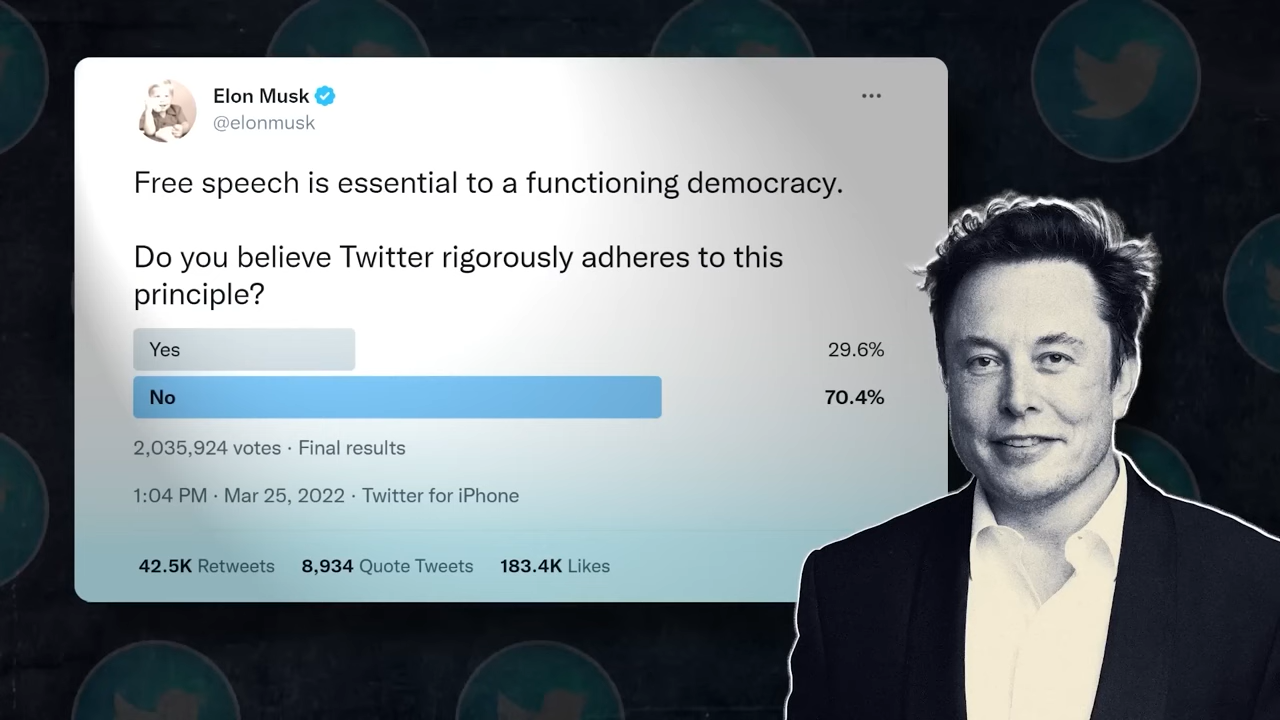 Elon Musk
@elonmusk
Free speech is essential to a functioning democracy.
Do you believe Twitter rigorously adheres to this
principle?
Yes 29.6%
No 70.4%
2,035,924 votes · Final results
1:04 PM · Mar 25, 2022 · Twitter for iPhone
42.5K Retweets 8,934 Quote Tweets 183.4K Likes